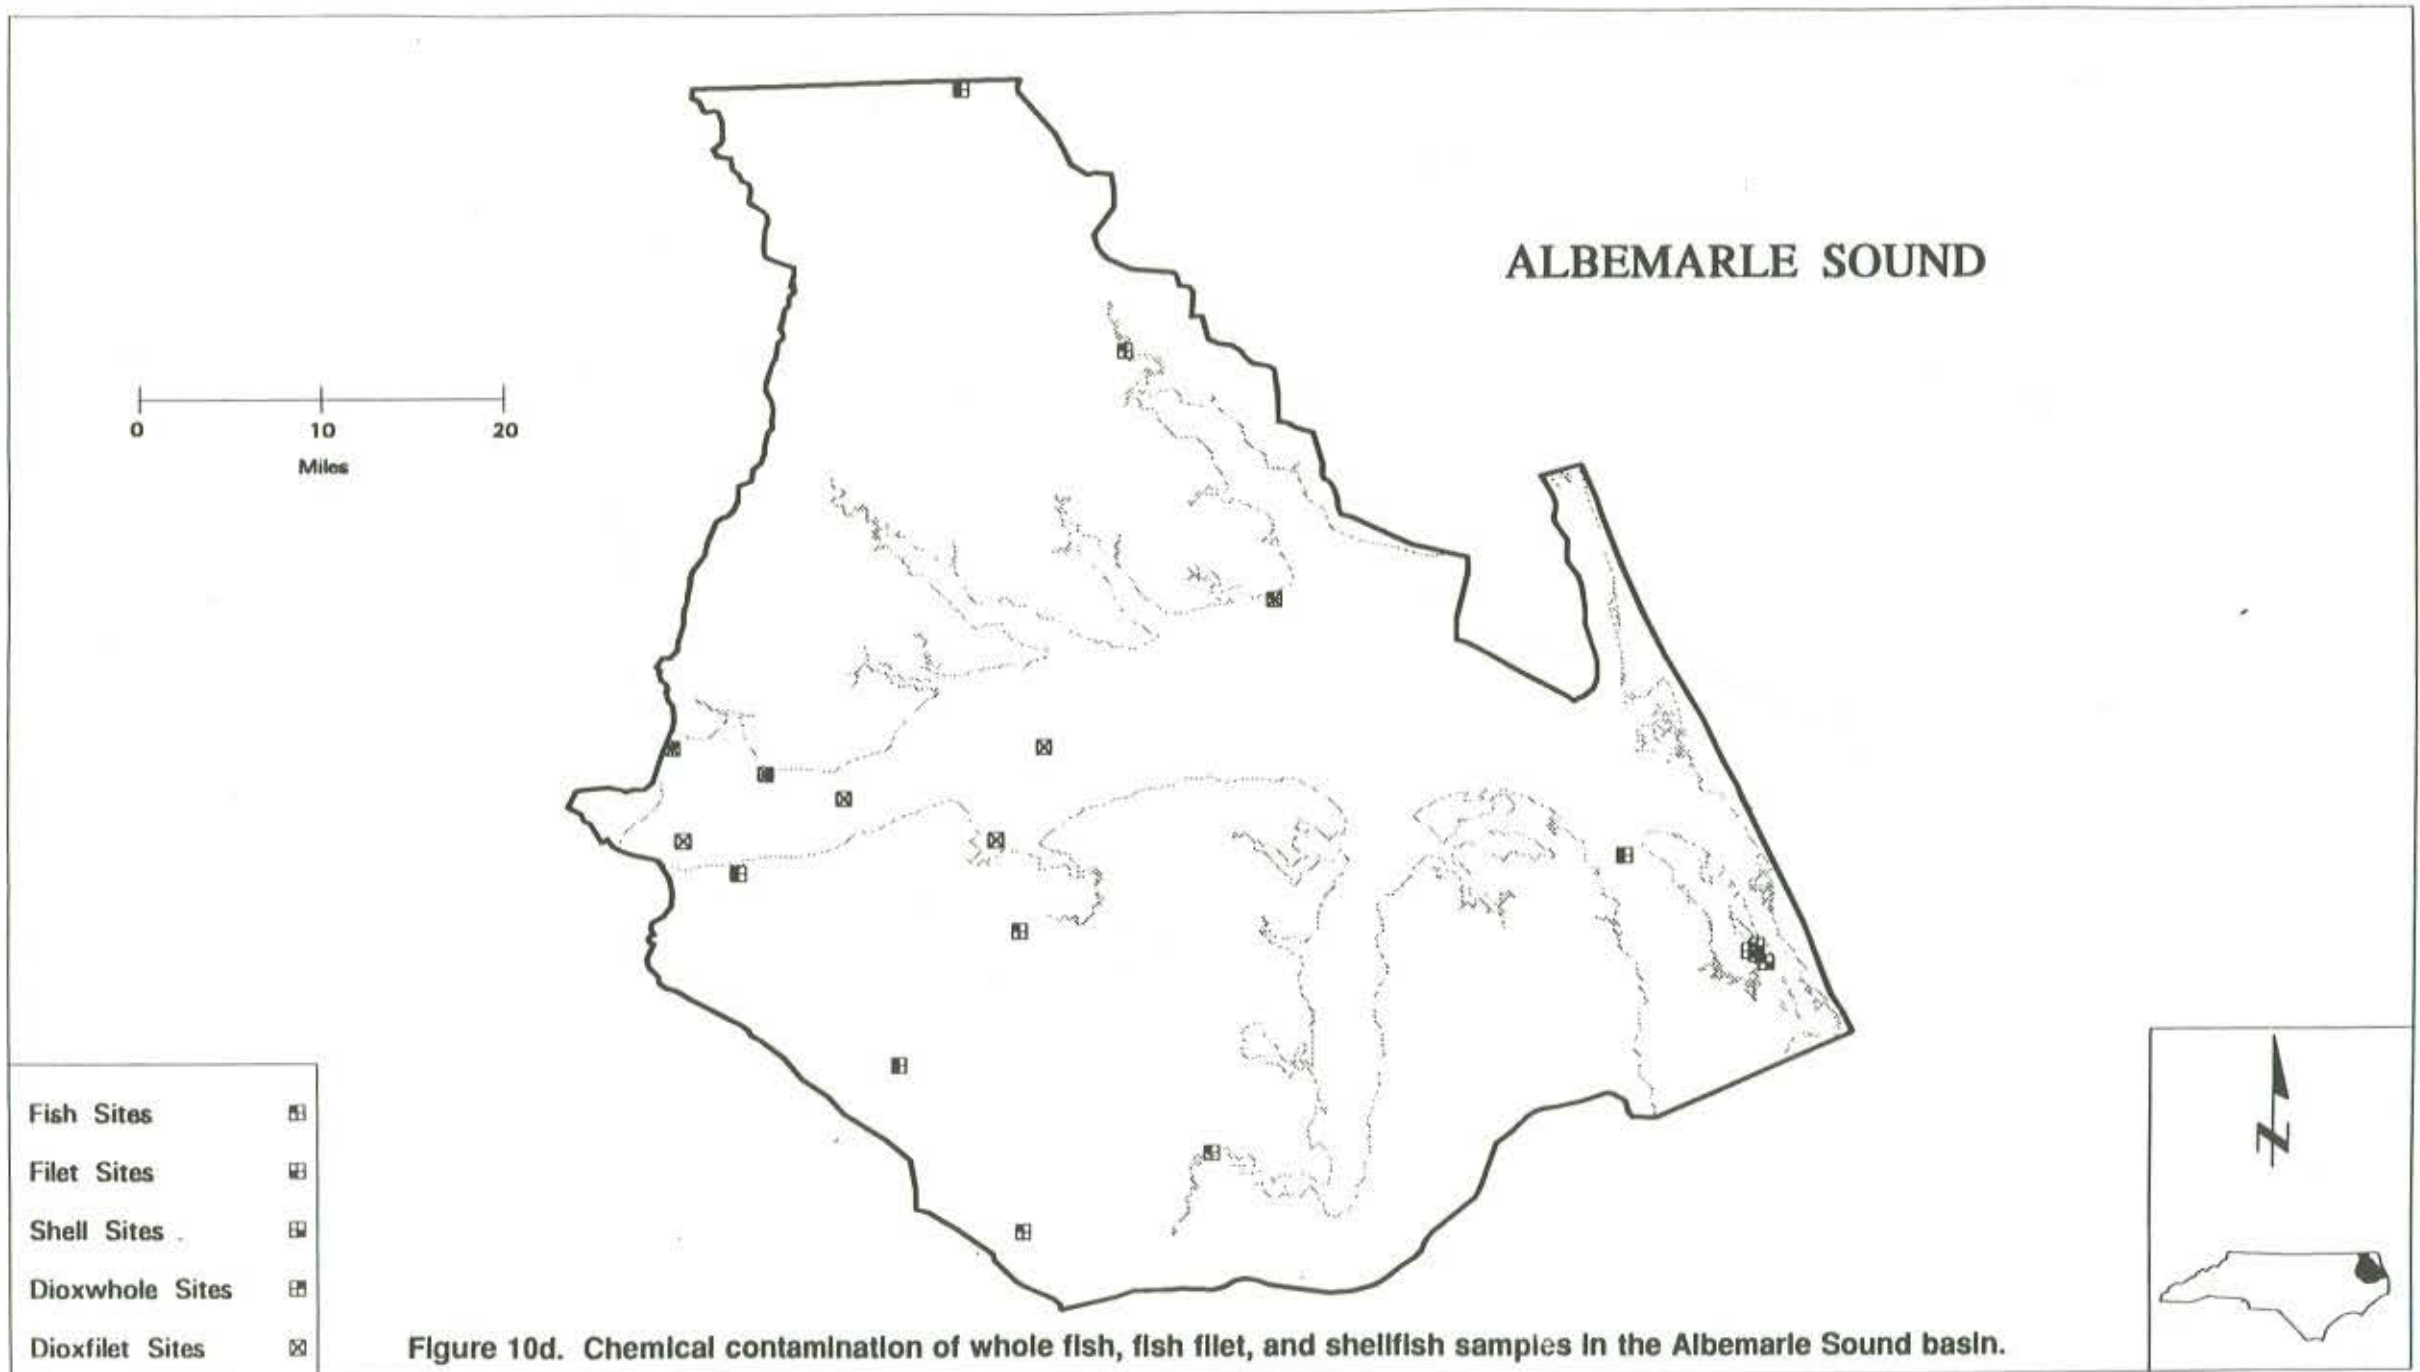 ALBEMARLE SOUND
0 10 20
Miles
Fish Sites
Filet Sites
Shell Sites
Dioxwhole Sites
Dioxfilet Sites
N
Figure 10d. Chemical contamination of whole fish, fish filet, and shellfish samples in the Albemarle Sound basin.